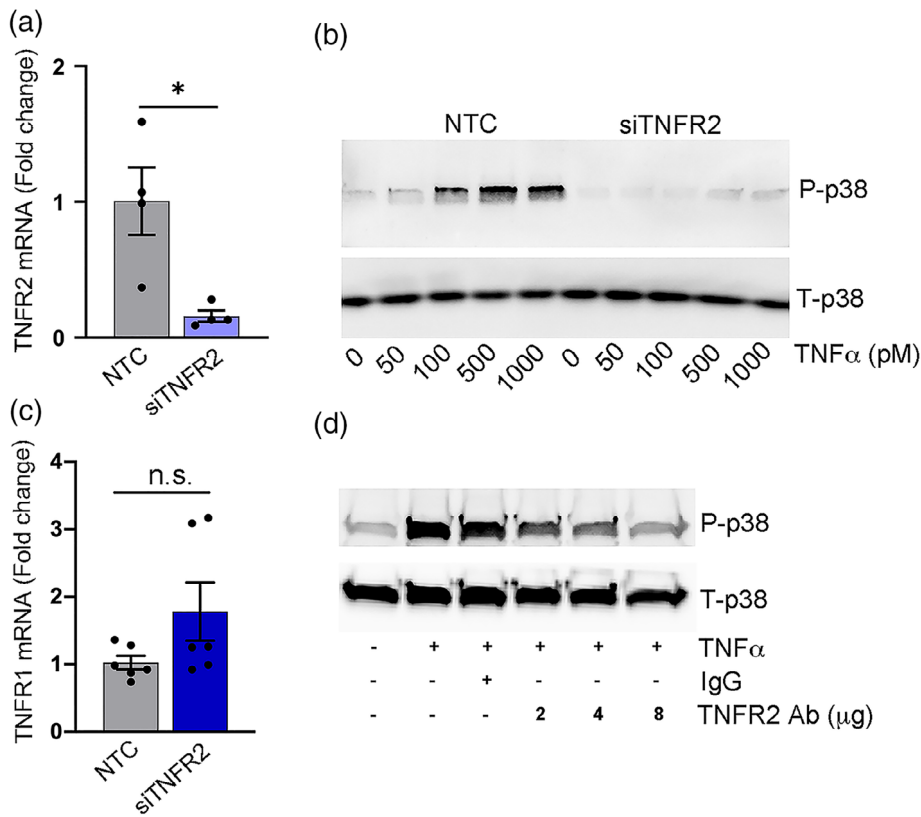 (a)
TNFR2 mRNA (Fold change)
2
1
0
*
NTC
siTNFR2
(b)
NTC siTNFR2
P-p38
T-p38
0 50 100 500 1000 0 50 100 500 1000 TNFα (pM)
(c)
TNFR1 mRNA (Fold change)
4
3
2
1
0
n.s.
NTC
siTNFR2
(d)
P-p38
T-p38
- + + + + + TNFα
- - + - - - IgG
- - - 2 4 8 TNFR2 Ab (μg)